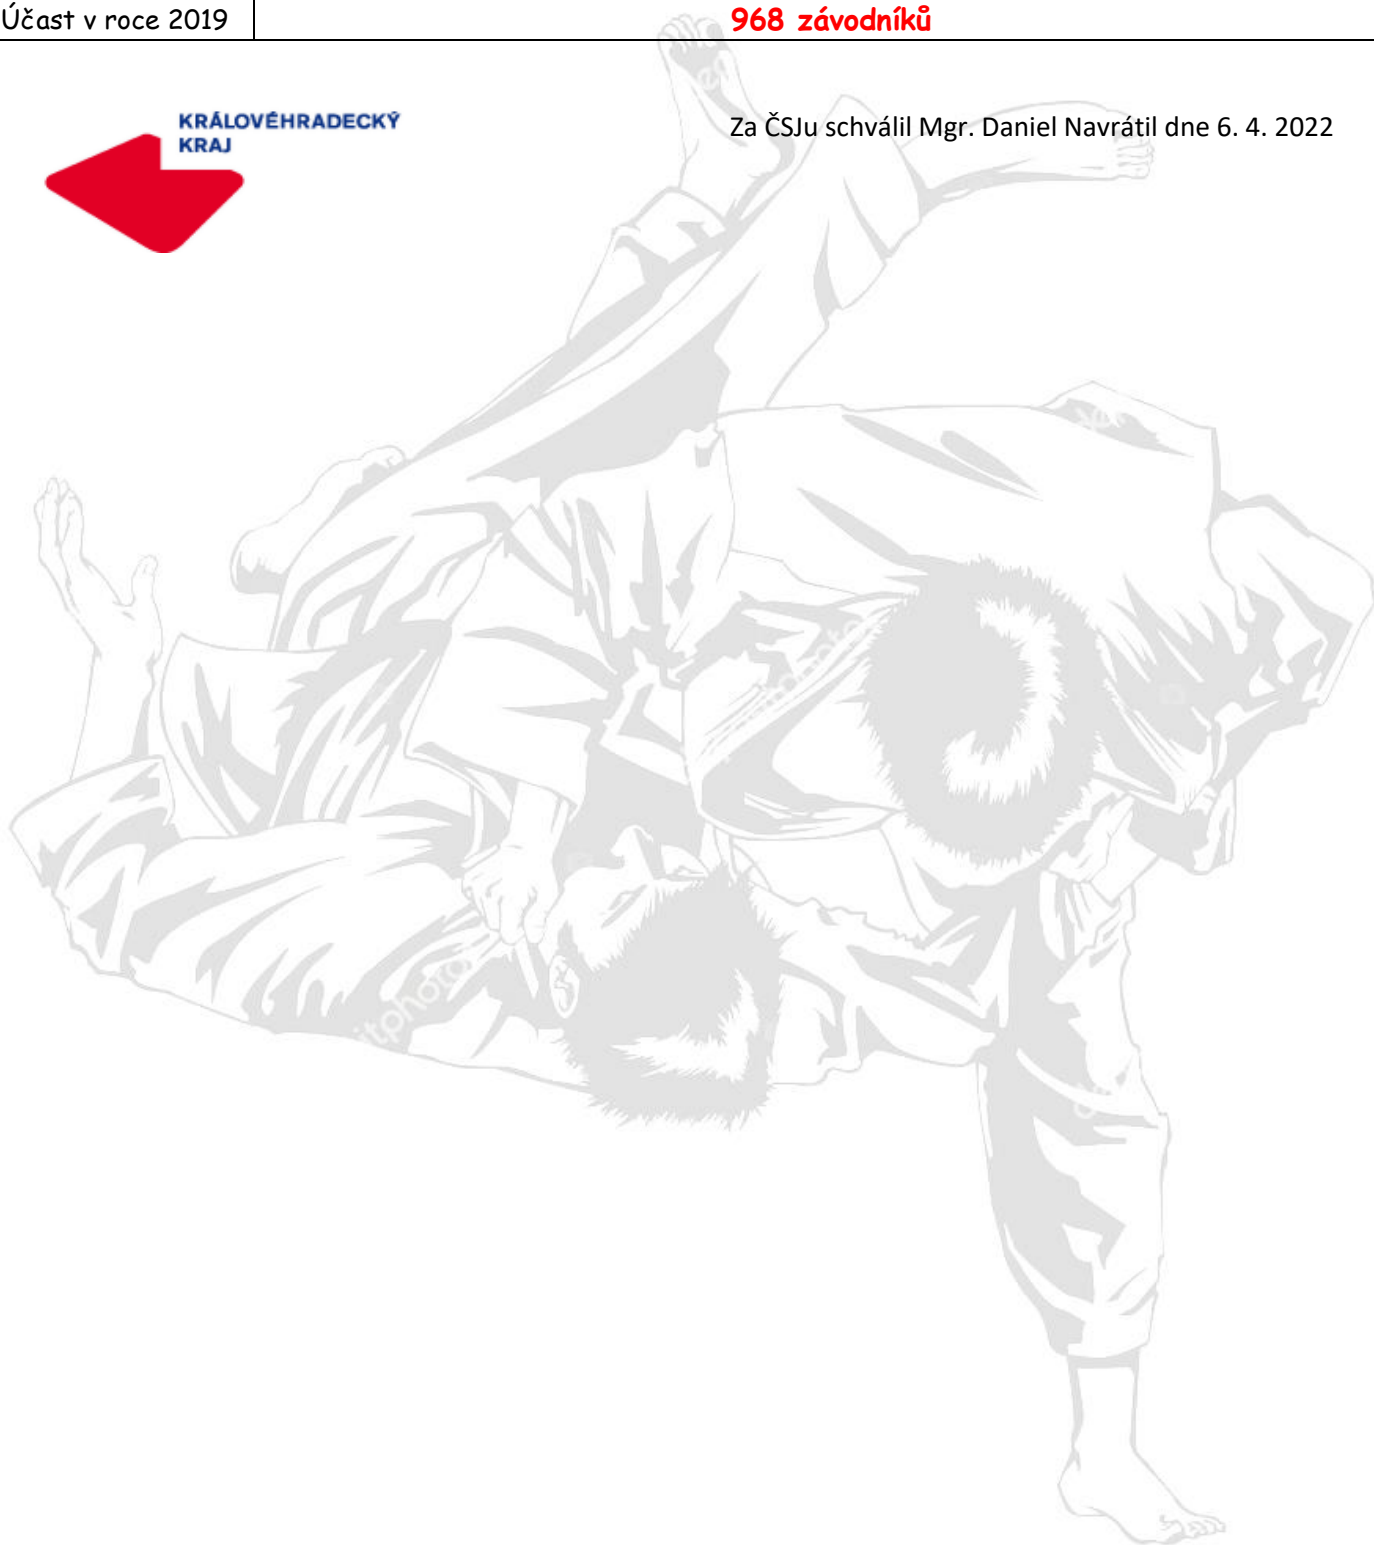 Účast v roce 2019
968 závodníků
KRÁLOVÉHRADECKÝ
KRAJ
Za ČSJu schválil Mgr. Daniel Navrátil dne 6. 4. 2022